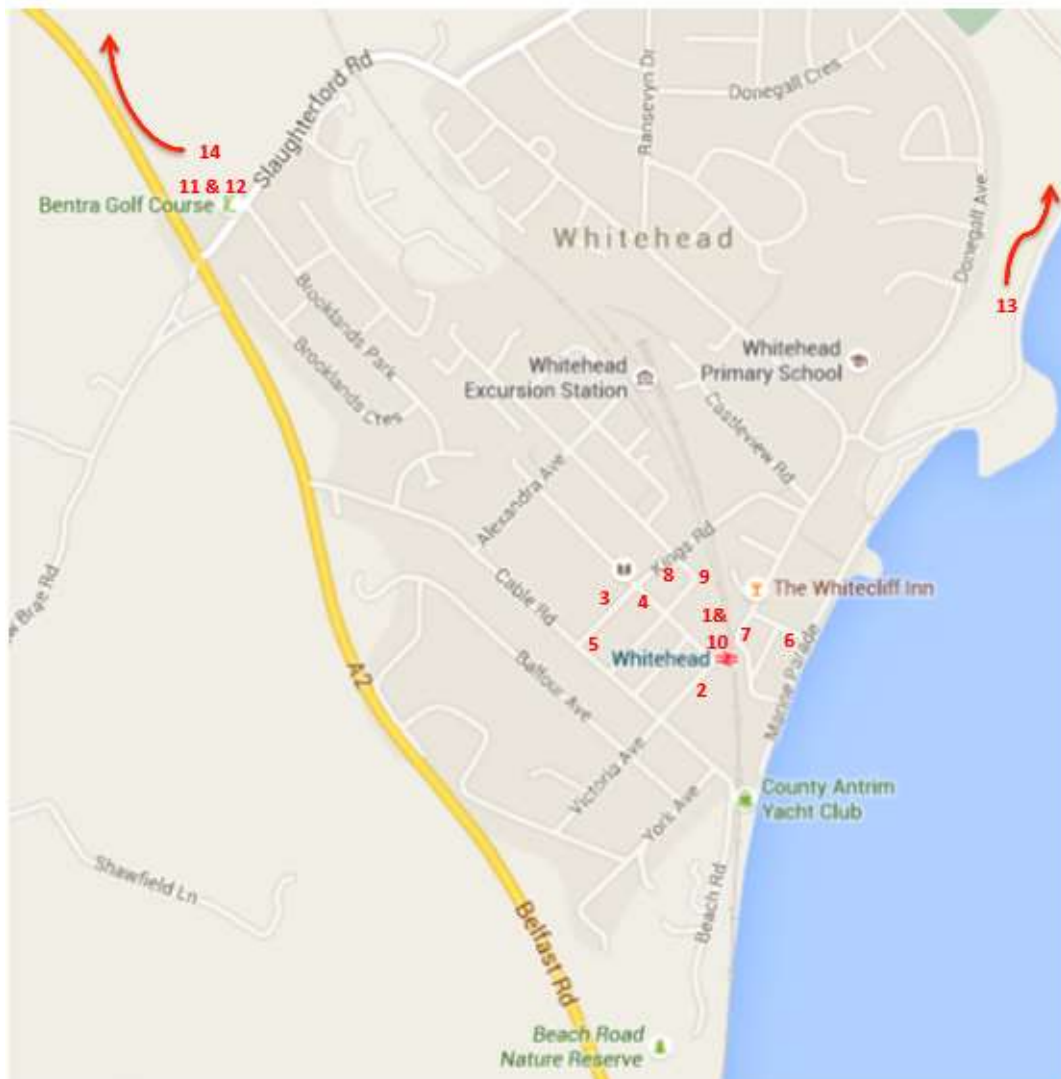 Slaughterford Rd
Ransevyn Dr
Donegall Cres
14
11 & 12
Bentra Golf Course
Whitehead
Donegall Ave
13
Brooklands Park
Brooklands Cres
Whitehead
Excursion Station
Whitehead
Primary School
Castleview Rd
Alexandra Ave
Kings Rd
8
9
The Whitecliff Inn
3
4
Cable Rd
1&
10
7
6
5
Whitehead
2
Brae Rd
A2
Balfour Ave
Marine Parade
Victoria Ave
York Ave
County Antrim
Yacht Club
Shawfield Ln
Beach Rd
Belfast Rd
Beach Road
Nature Reserve